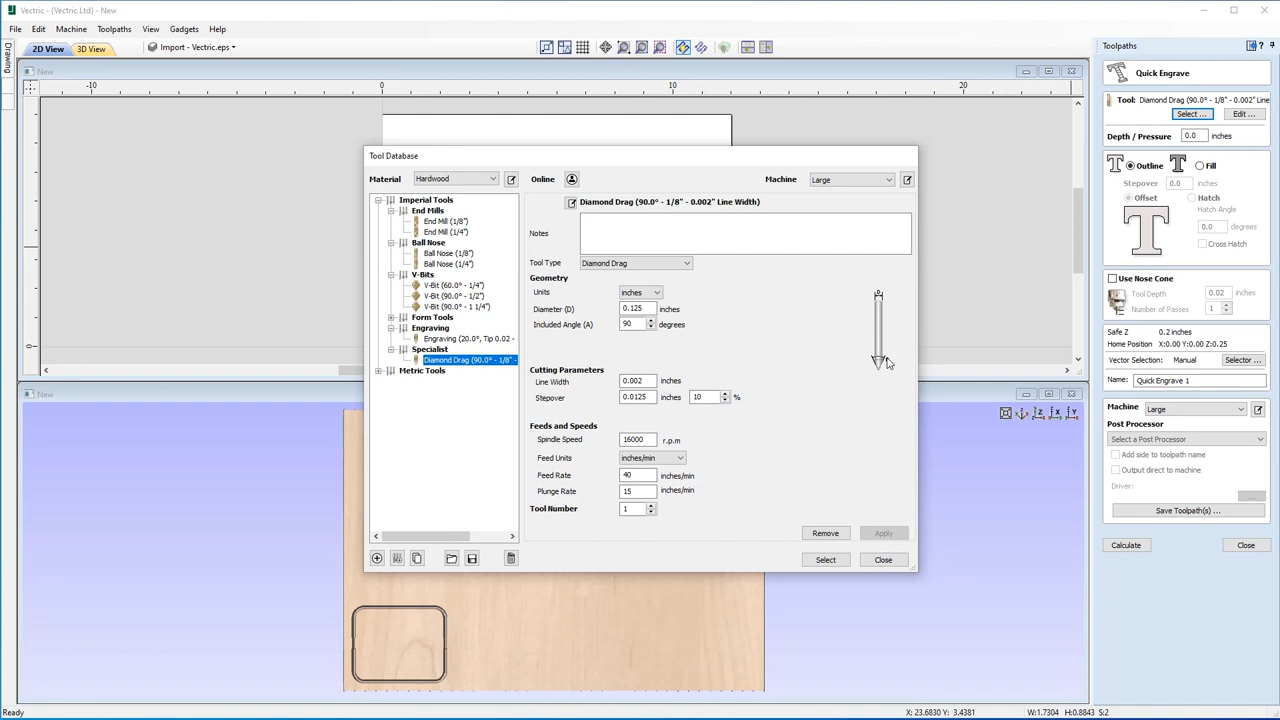 Vectric - {Vectric Ltd} - New
File Edit Machine Toolpaths View Gadgets Help
2D View 3D View Import - Vectric.eps
Drawing
New
-10 0 10 20
0
Tool Database
Material Hardwood Online Machine Large
Imperial Tools
End Mills
End Mill (1/8")
End Mill (1/4")
Ball Nose
Ball Nose (1/8")
Ball Nose (1/4")
V-Bits
V-Bit (60.0° - 1/4")
V-Bit (90.0° - 1/2")
V-Bit (90.0° - 1 1/4")
Form Tools
Engraving
Engraving (20.0°, Tip 0.02 -
Specialist
Diamond Drag (90.0° - 1/8" -
Metric Tools
Diamond Drag (90.0° - 1/8" - 0.002" Line Width)
Notes
Tool Type Diamond Drag
Geometry
Units inches
Diameter (D) 0.125 inches
Included Angle (A) 90 degrees
D
Cutting Parameters
Line Width 0.002 inches
Stepover 0.0125 inches 10 %
Feeds and Speeds
Spindle Speed 16000 r.p.m
Feed Units inches/min
Feed Rate 40 inches/min
Plunge Rate 15 inches/min
Tool Number 1
Remove Apply
Select Close
New
Z Z X Y
Toolpaths
Quick Engrave
Tool: Diamond Drag (90.0° - 1/8" - 0.002" Line
Select ... Edit ...
Depth / Pressure 0.0 inches
Outline Fill
Stepover 0.0 inches
Offset Hatch
Hatch Angle
0.0 degrees
Cross Hatch
Use Nose Cone
Tool Depth 0.02 inches
Number of Passes 1
Safe Z 0.2 inches
Home Position X:0.00 Y:0.00 Z:0.25
Vector Selection: Manual Selector ...
Name: Quick Engrave 1
Machine Large
Post Processor
Select a Post Processor
Add side to toolpath name
Output direct to machine
Driver:
...
Save Toolpath(s) ...
Calculate Close
Ready X: 23.6830 Y: 3.4381 W:1.7304 H:0.8843 S:2